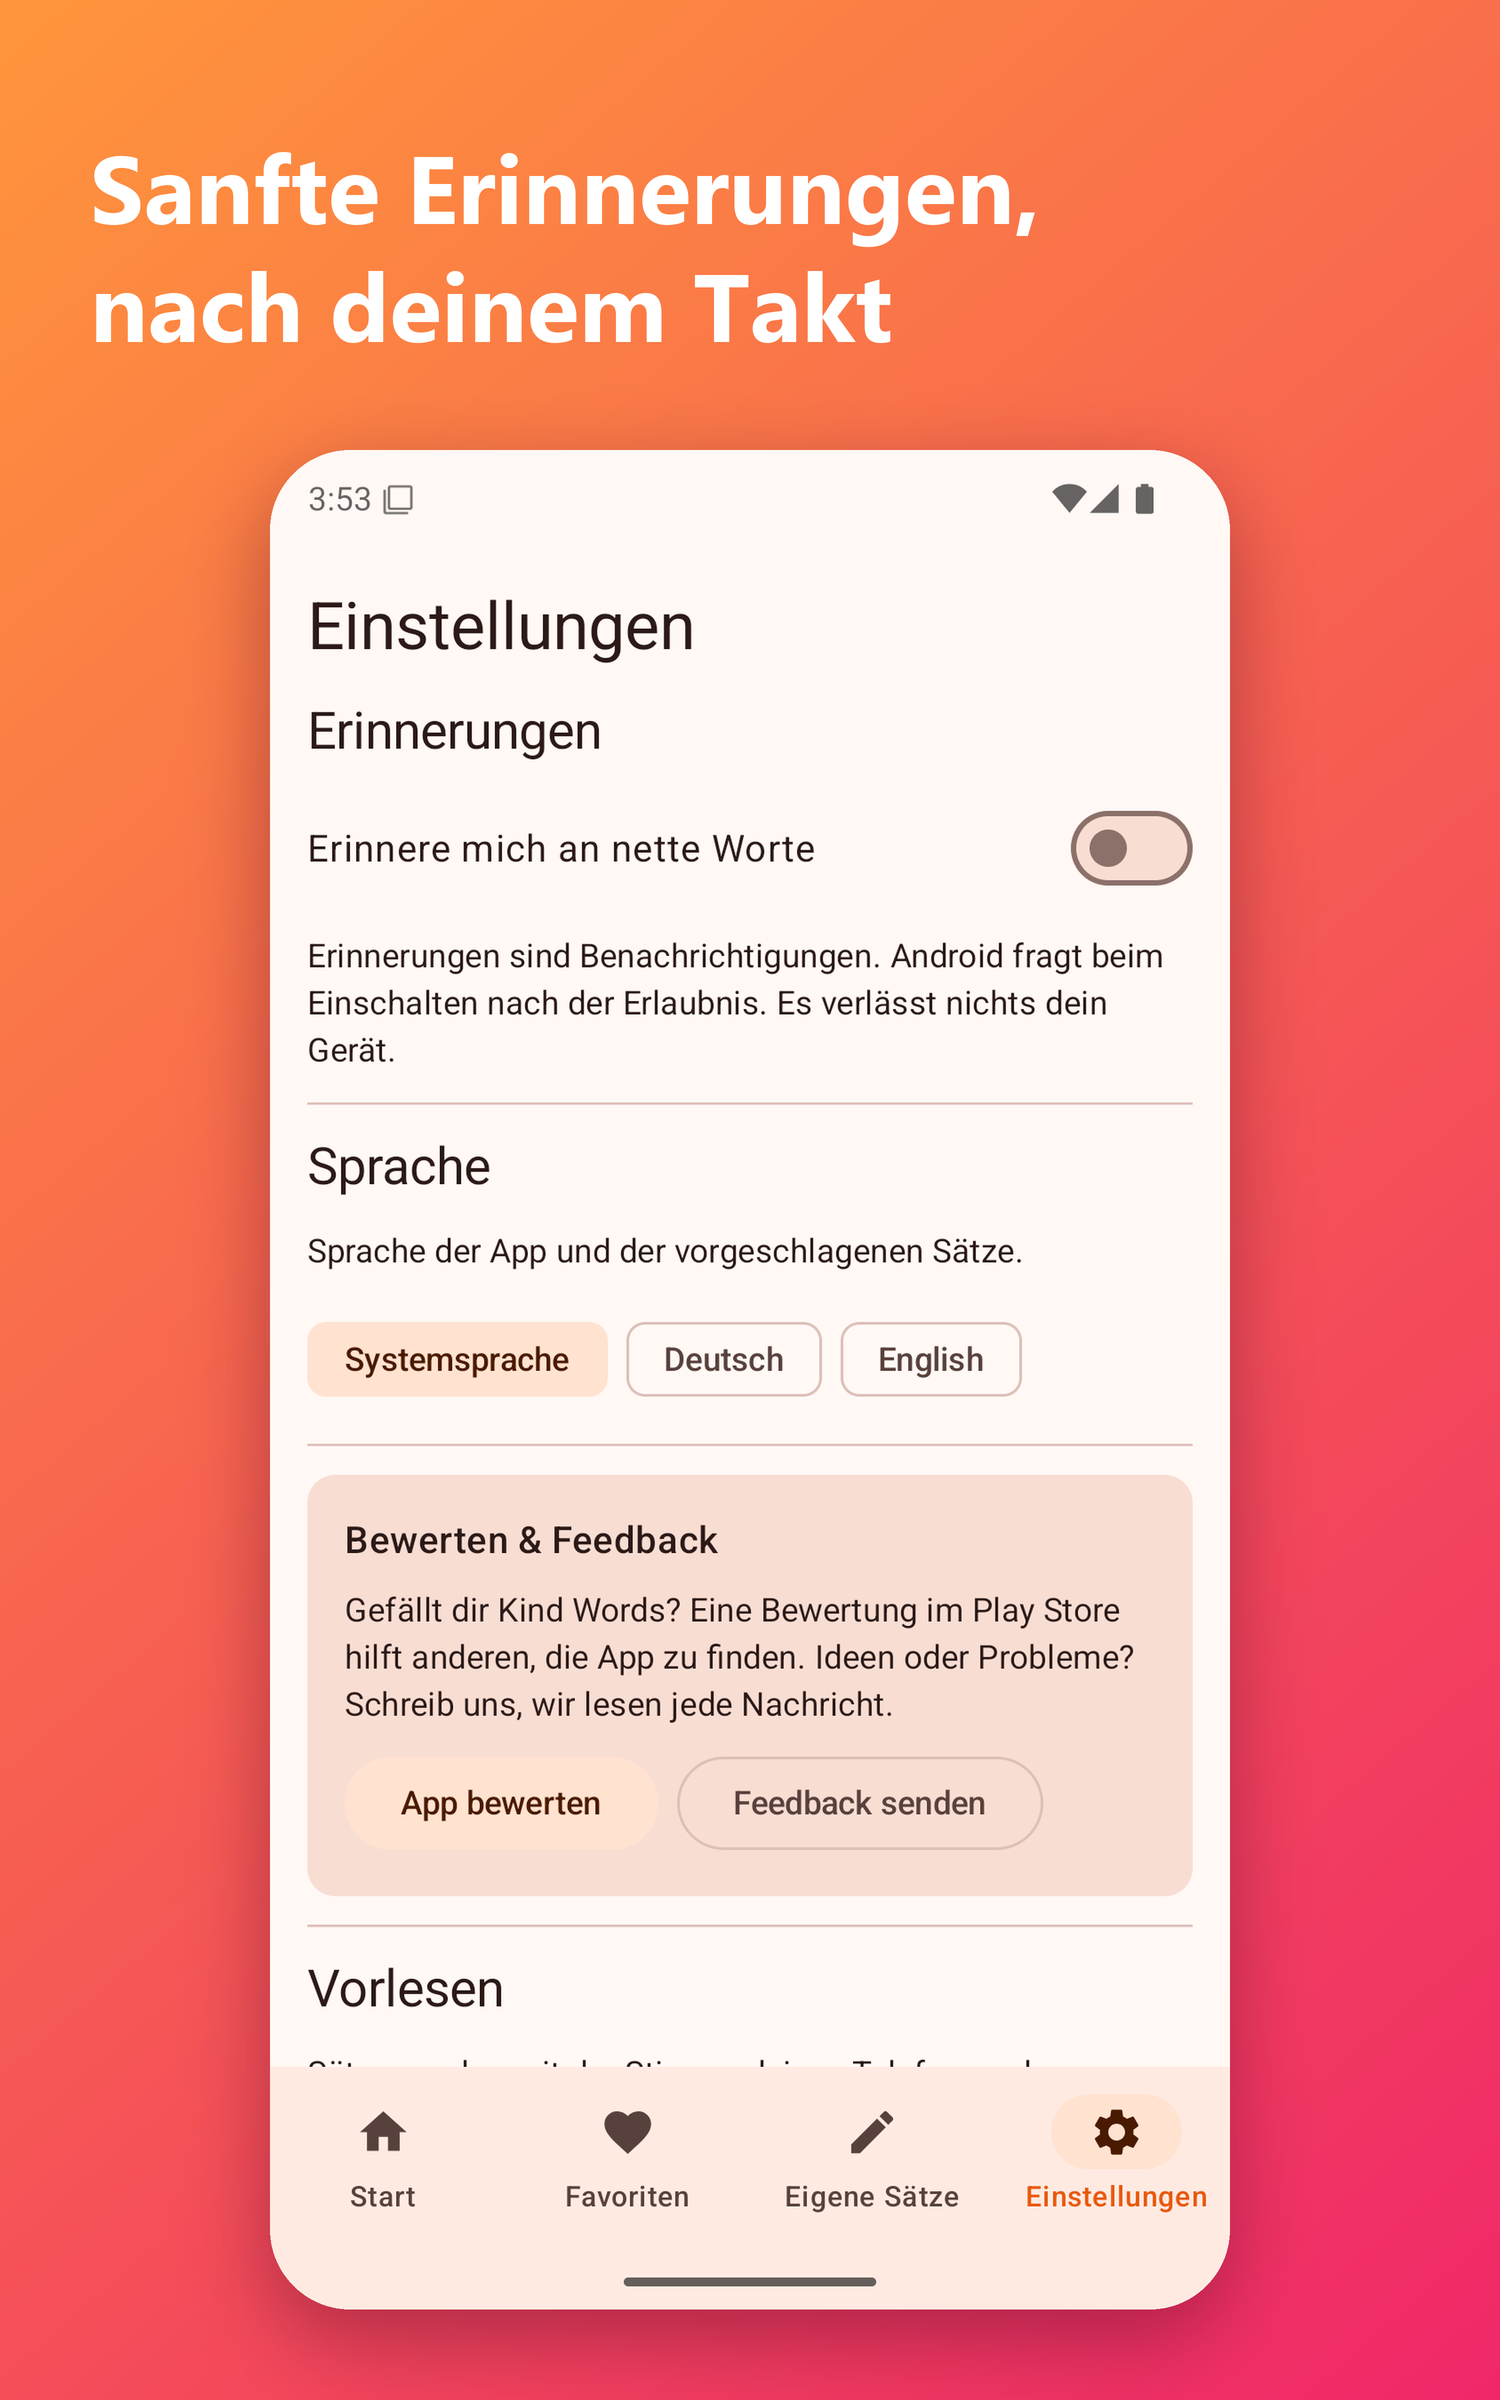 Sanfte Erinnerungen,
nach deinem Takt
3:53
Einstellungen
Erinnerungen
Erinnere mich an nette Worte
Erinnerungen sind Benachrichtigungen. Android fragt beim
Einschalten nach der Erlaubnis. Es verlässt nichts dein
Gerät.
Sprache
Sprache der App und der vorgeschlagenen Sätze.
Systemsprache
Deutsch
English
Bewerten & Feedback
Gefällt dir Kind Words? Eine Bewertung im Play Store
hilft anderen, die App zu finden. Ideen oder Probleme?
Schreib uns, wir lesen jede Nachricht.
App bewerten
Feedback senden
Vorlesen
Start
Favoriten
Eigene Sätze
Einstellungen